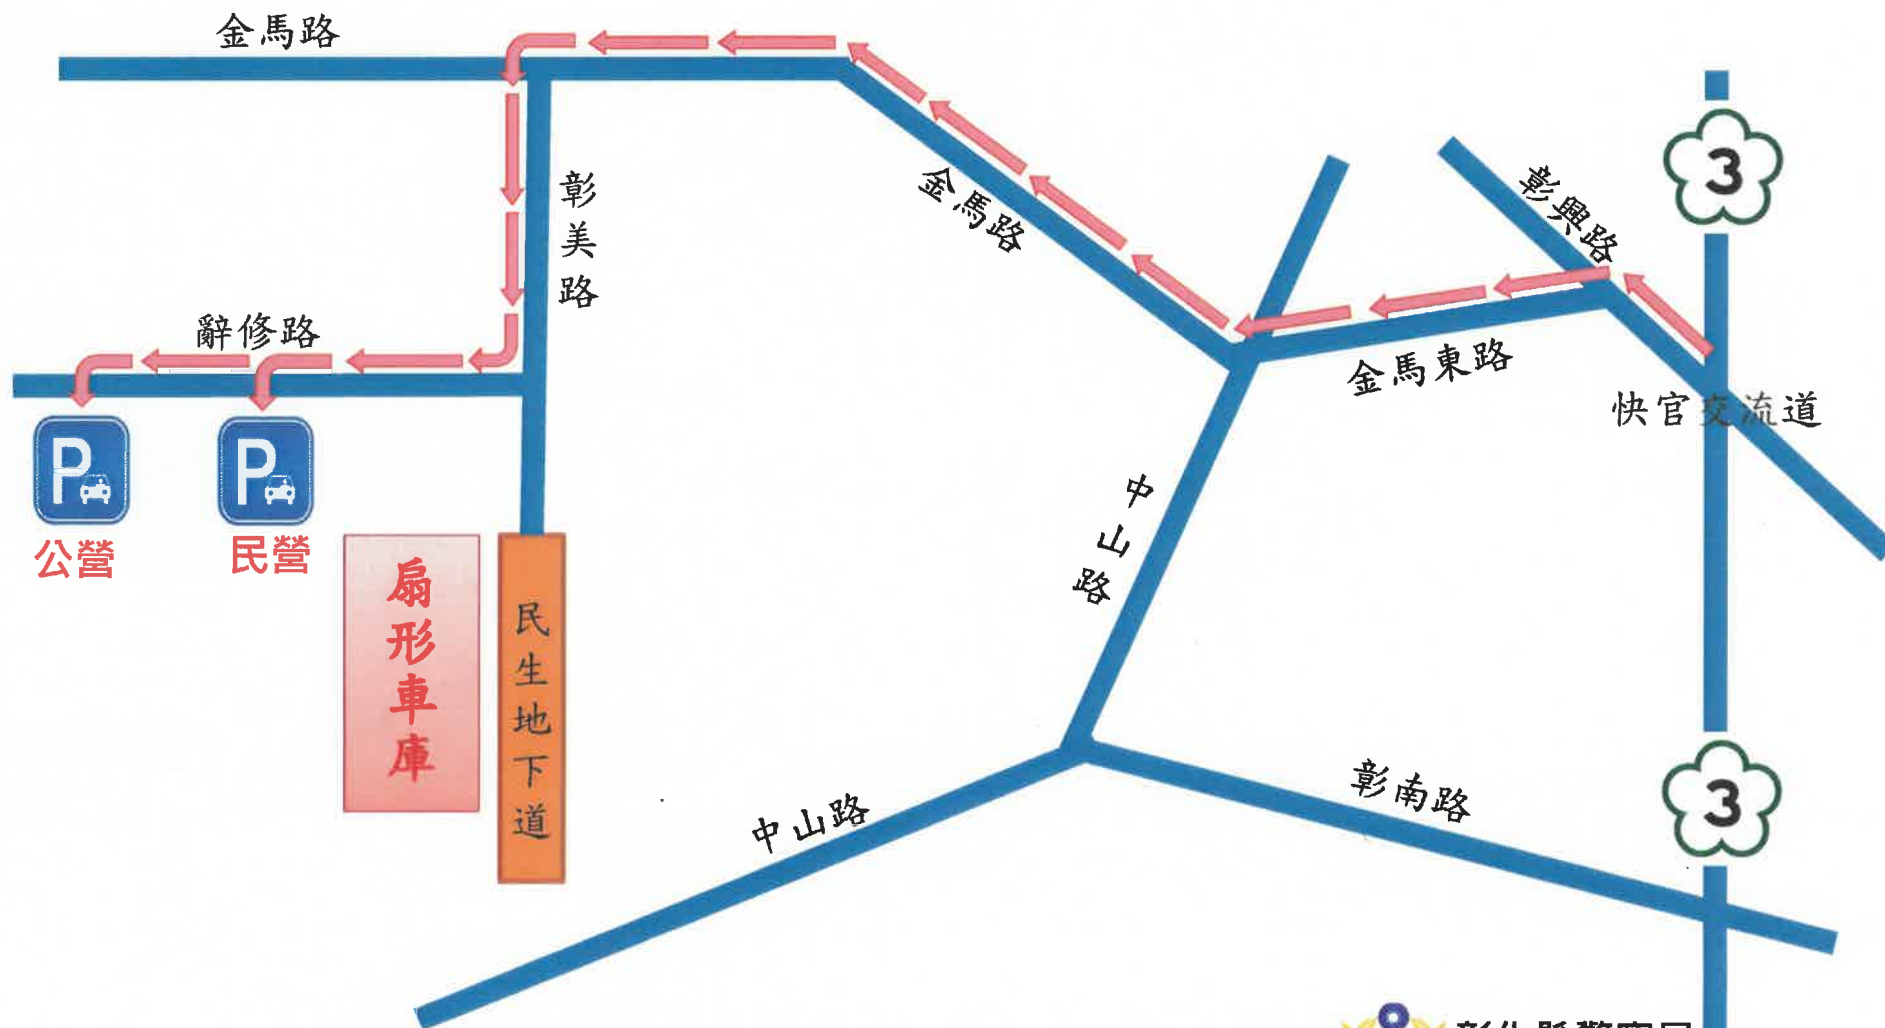 金馬路
3
彰興路
金馬路
彰美路
辭修路
金馬東路
快官交流道
P
P
公營
民營
中山路
扇形車庫
民生地下道
彰南路
3
中山路